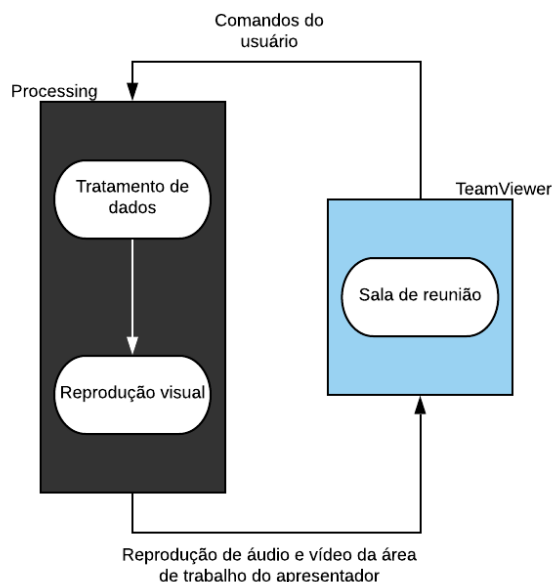 Comandos do
usuário
Processing
Tratamento de
dados
TeamViewer
Sala de reunião
Reprodução visual
Reprodução de áudio e vídeo da área
de trabalho do apresentador